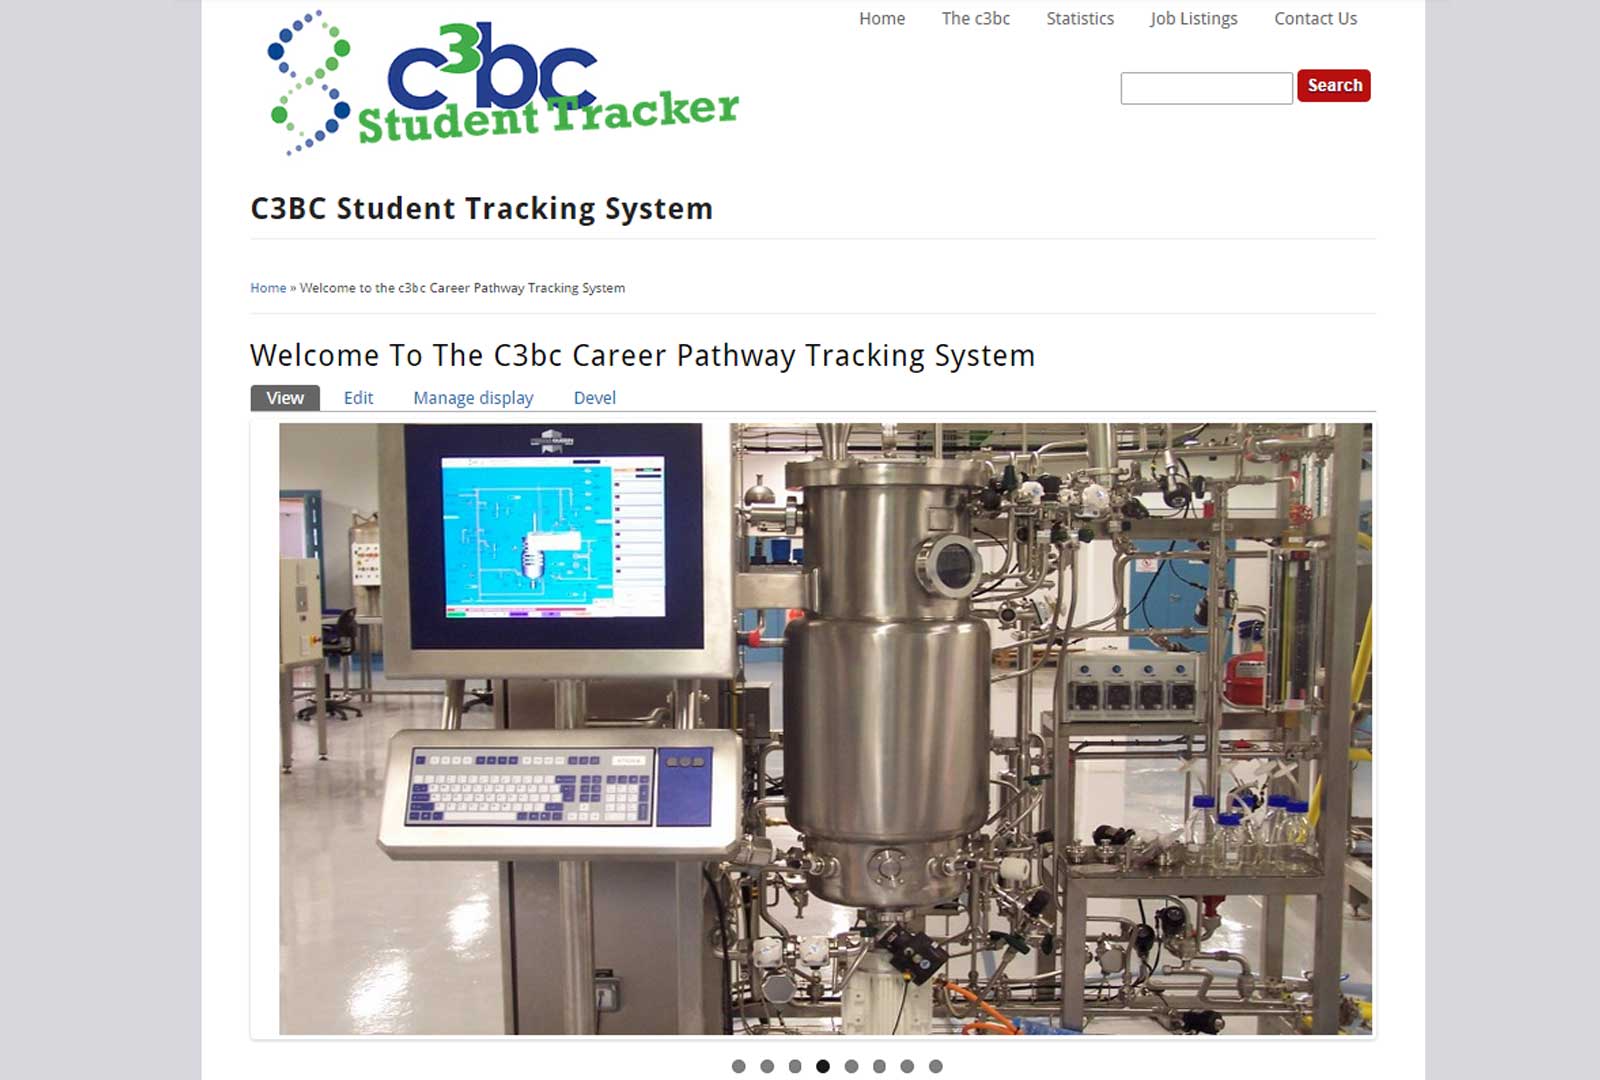 Home The c3bc Statistics Job Listings Contact Us
c3bc
Student Tracker
Search
C3BC Student Tracking System
Home » Welcome to the c3bc Career Pathway Tracking System
Welcome To The C3bc Career Pathway Tracking System
View Edit Manage display Devel